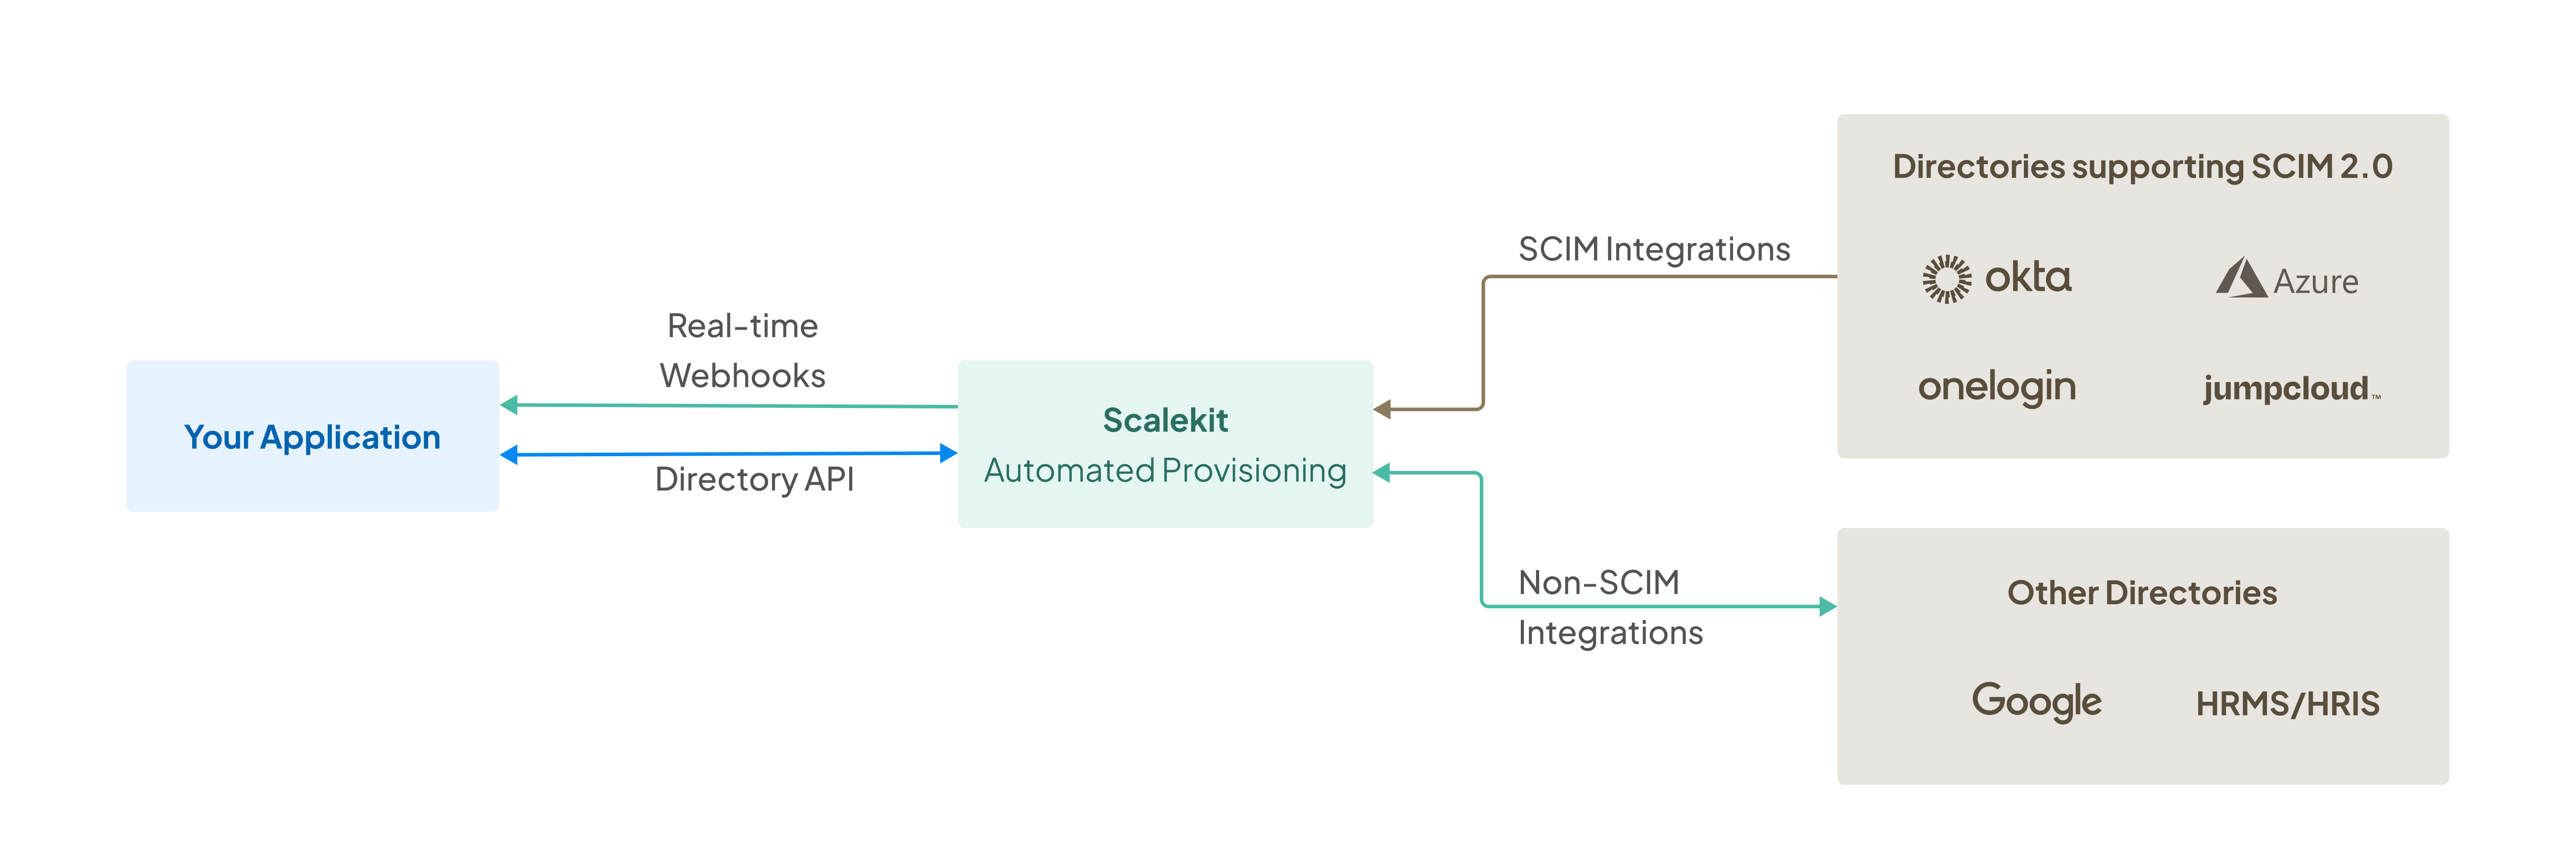 Your Application
Real-time
Webhooks
Directory API
Scalekit
Automated Provisioning
SCIM Integrations
Non-SCIM
Integrations
Directories supporting SCIM 2.0
okta
Azure
onelogin
jumpcloud™
Other Directories
Google
HRMS/HRIS